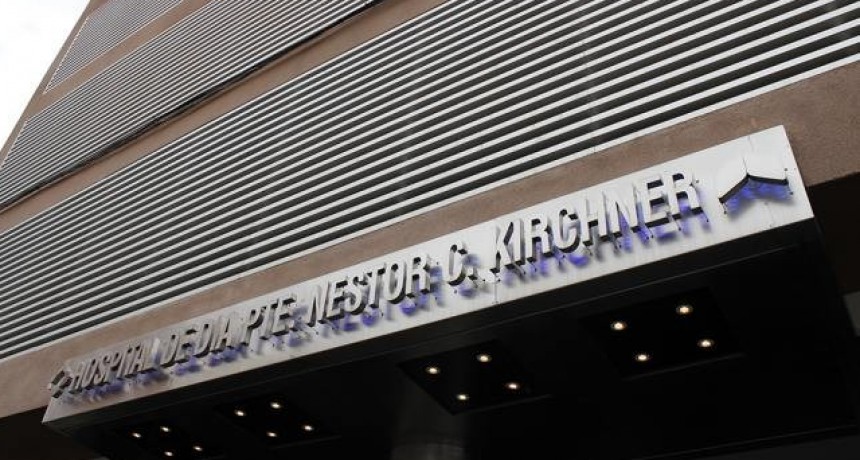 HOSPITAL DE DIA PTE. NESTOR C. KIRCHNER